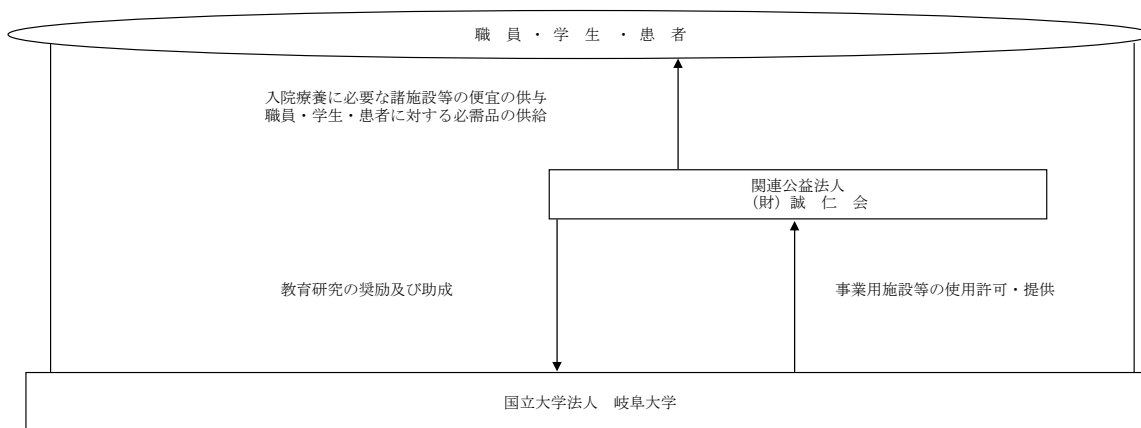 職 員 ・ 学 生 ・ 患 者
入院療養に必要な諸施設等の便宜の供与
職員・学生・患者に対する必需品の供給
関連公益法人
（財）誠 仁 会
教育研究の奨励及び助成
事業用施設等の使用許可・提供
国立大学法人 岐阜大学